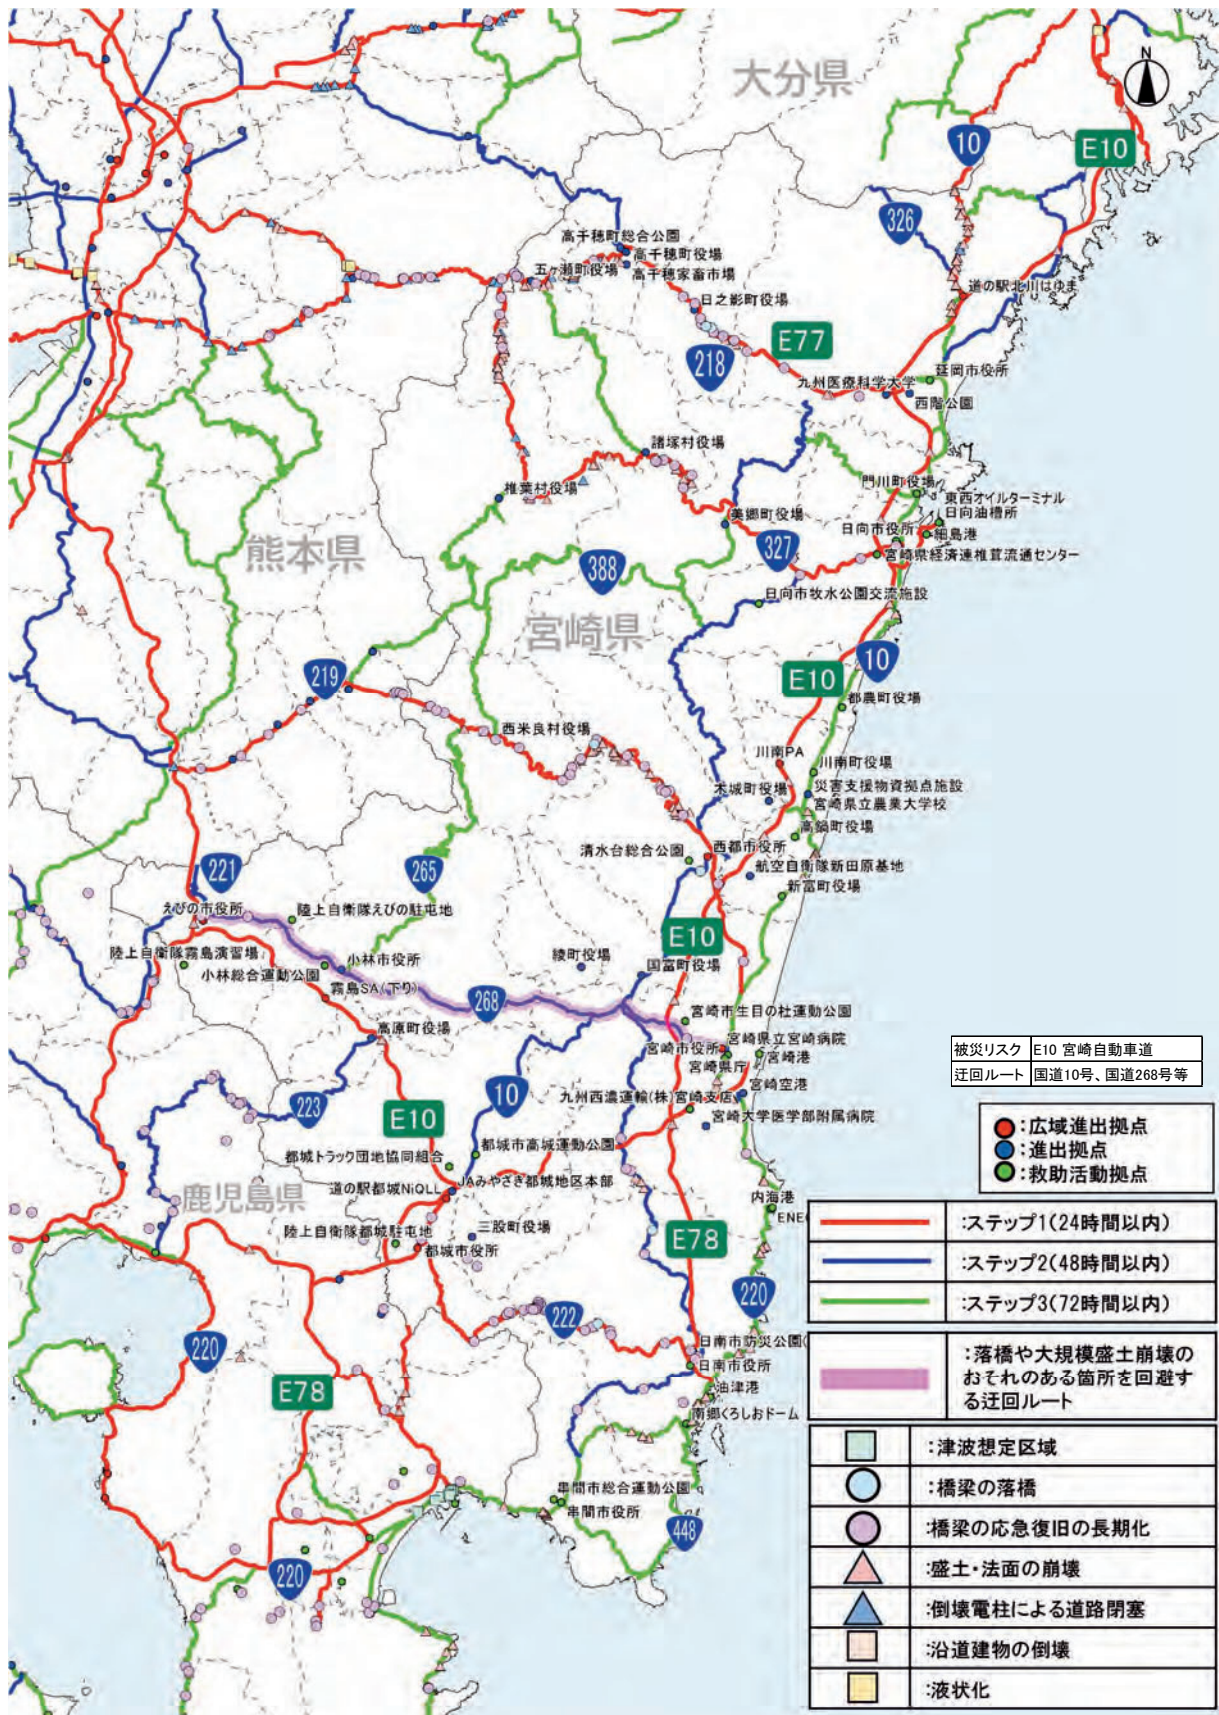 N
大分県
10
E10
326
高千穂町総合公園
高千穂町役場
五ヶ瀬町役場
高千穂家畜市場
道の駅北川はゆま
日之影町役場
E77
218
延岡市役所
九州医療科学大学
西階公園
諸塚村役場
門川町役場
椎葉村役場
東西オイルターミナル
日向油槽所
美郷町役場
日向市役所
細島港
327
宮崎県経済連椎茸流通センター
熊本県
388
日向市牧水公園交流施設
宮崎県
10
219
E10
都農町役場
西米良村役場
川南PA
川南町役場
木城町役場
災害支援物資拠点施設
宮崎県立農業大学校
高鍋町役場
清水台総合公園
西都市役所
221
265
航空自衛隊新田原基地
新富町役場
えびの市役所
陸上自衛隊えびの駐屯地
E10
陸上自衛隊霧島演習場
小林市役所
綾町役場
小林総合運動公園
国富町役場
霧島SA(下り)
268
宮崎市生目の杜運動公園
高原町役場
宮崎県立宮崎病院
宮崎市役所
宮崎港
宮崎県庁
被災リスク E10 宮崎自動車道
迂回ルート 国道10号、国道268号等
宮崎空港
10
九州西濃運輸(株)宮崎支店
223
E10
宮崎大学医学部附属病院
:広域進出拠点
:進出拠点
:救助活動拠点
都城市高城運動公園
都城トラック団地協同組合
JAみやざき都城地区本部
道の駅都城NiQLL
鹿児島県
内海港
ENE
陸上自衛隊都城駐屯地
三股町役場
E78
都城市役所
:ステップ1(24時間以内)
:ステップ2(48時間以内)
:ステップ3(72時間以内)
220
222
220
日南市防災公園(
日南市役所
:落橋や大規模盛土崩壊の
おそれのある箇所を回避す
る迂回ルート
E78
油津港
南郷くろしおドーム
:津波想定区域
:橋梁の落橋
串間市総合運動公園
串間市役所
448
:橋梁の応急復旧の長期化
:盛土・法面の崩壊
220
:倒壊電柱による道路閉塞
:沿道建物の倒壊
:液状化